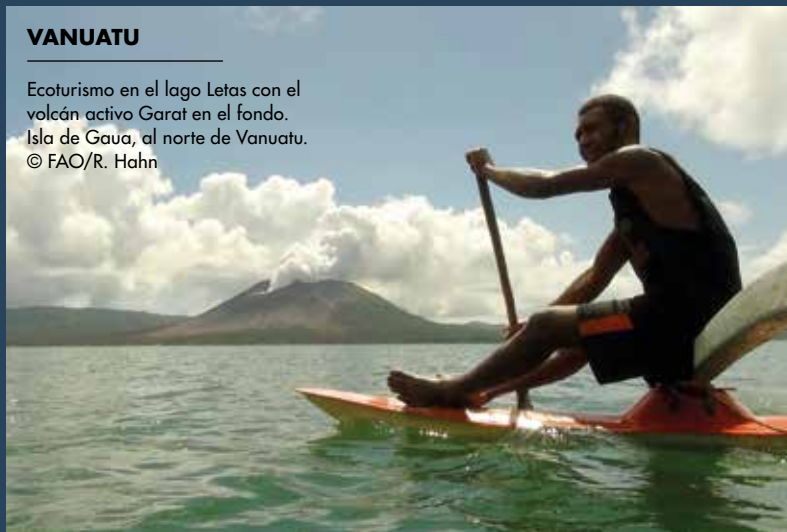 VANUATU
Ecoturismo en el lago Letas con el
volcán activo Garat en el fondo.
Isla de Gaua, al norte de Vanuatu.
© FAO/R. Hahn